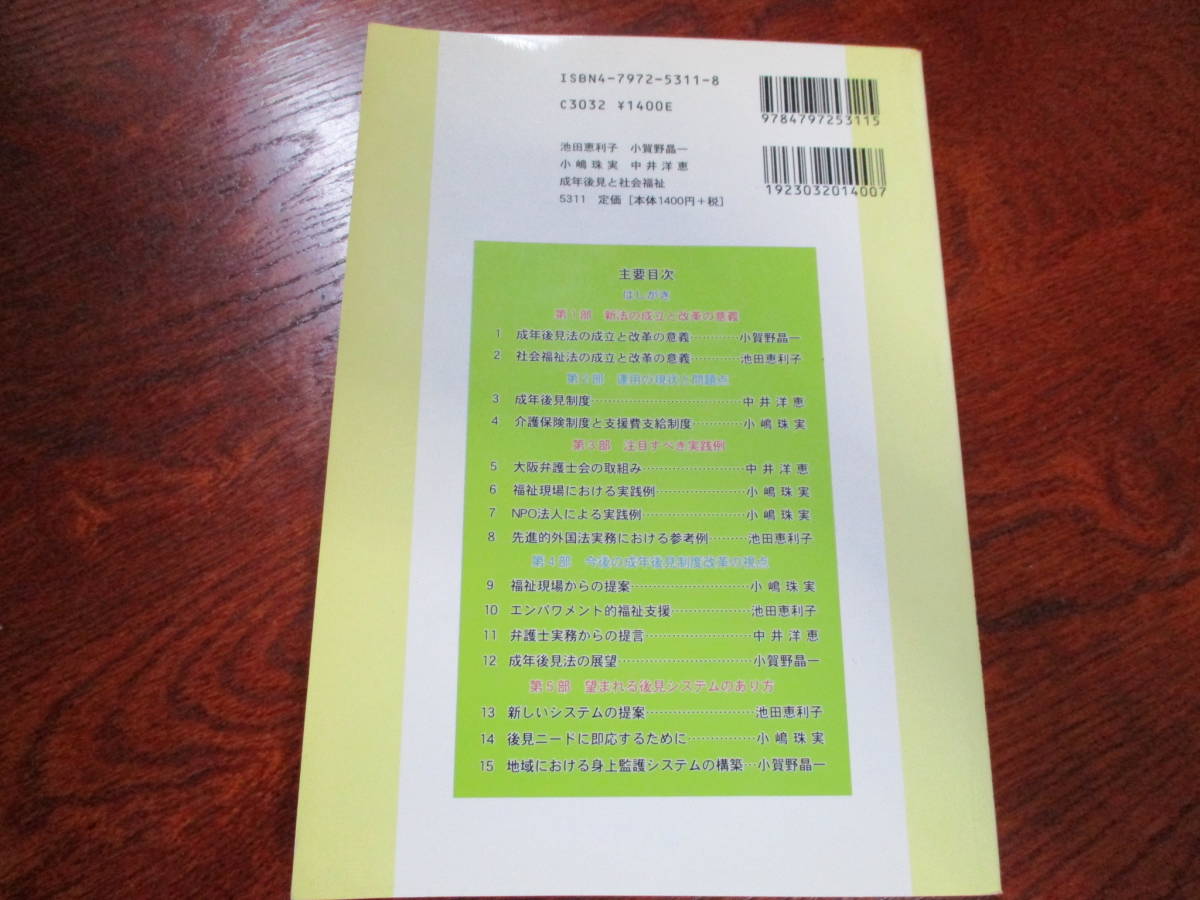 ISBN4-7972-5311-8
C3032 ¥1400E
9784797253115
池田恵利子 小賀野晶一
小嶋珠実 中井洋恵
成年後見と社会福祉
5311 定価 [本体1400円+税]
1923032014007
主要目次
はしがき
第1部 新法の成立と改革の意義
1 成年後見法の成立と改革の意義…………小賀野晶一
2 社会福祉法の成立と改革の意義…………池田恵利子
第2部 運用の現状と問題点
3 成年後見制度…………………………………中井洋恵
4 介護保険制度と支援費支給制度…………小嶋珠実
第3部 注目すべき実践例
5 大阪弁護士会の取組み……………………中井洋恵
6 福祉現場における実践例…………………小嶋珠実
7 NPO法人による実践例……………………小嶋珠実
8 先進的外国法実務における参考例………池田恵利子
第4部 今後の成年後見制度改革の視点
9 福祉現場からの提案………………………小嶋珠実
10 エンパワメント的福祉支援………………池田恵利子
11 弁護士実務からの提言……………………中井洋恵
12 成年後見法の展望…………………………小賀野晶一
第5部 望まれる後見システムのあり方
13 新しいシステムの提案……………………池田恵利子
14 後見ニードに即応するために……………小嶋珠実
15 地域における身上監護システムの構築…小賀野晶一